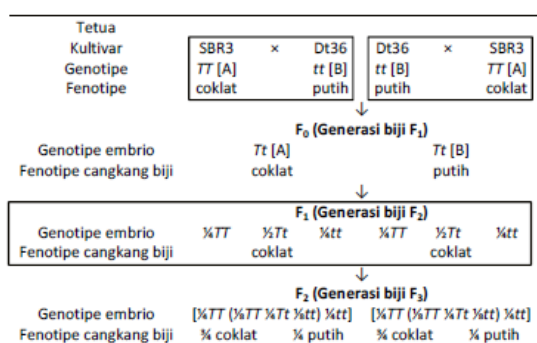 Tetua
Kultivar SBR3 × Dt36 Dt36 × SBR3
Genotipe TT [A] tt [B] tt [B] TT [A]
Fenotipe coklat putih putih coklat
↓
F₀ (Generasi biji F₁)
Genotipe embrio Tt [A] Tt [B]
Fenotipe cangkang biji coklat putih
↓
F₁ (Generasi biji F₂)
Genotipe embrio ¼TT ½Tt ¼tt ¼TT ½Tt ¼tt
Fenotipe cangkang biji coklat coklat
↓
F₂ (Generasi biji F₃)
Genotipe embrio [¼TT (⅛TT ¼Tt ⅛tt) ¼tt] [¼TT (⅛TT ¼Tt ⅛tt) ¼tt]
Fenotipe cangkang biji ¾ coklat ¼ putih ¾ coklat ¼ putih